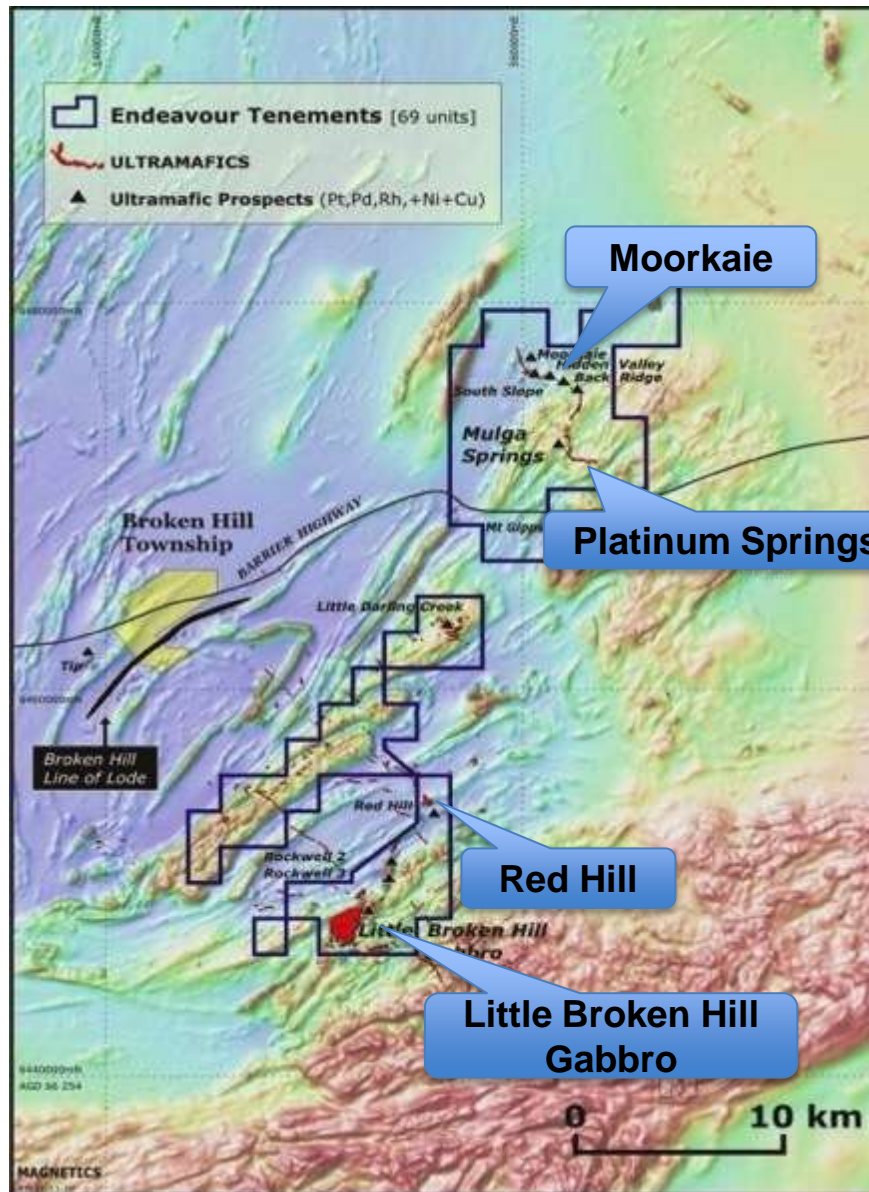 Endeavour Tenements [69 units]
ULTRAMAFICS
Ultramafic Prospects (Pt,Pd,Rh,+Ni+Cu)
Moorkaie
Hidden Valley
Back Ridge
South Slope
Mulga
Springs
Platinum Springs
Mt Gipps
Broken Hill
Township
BARRIER HIGHWAY
Little Darling Creek
Tip
Broken Hill
Line of Lode
Red Hill
Red Hill
Rockwell 2
Rockwell 3
Little Broken Hill
Little Broken Hill
Gabbro
6440000mN
0 10 km
MAGNETICS